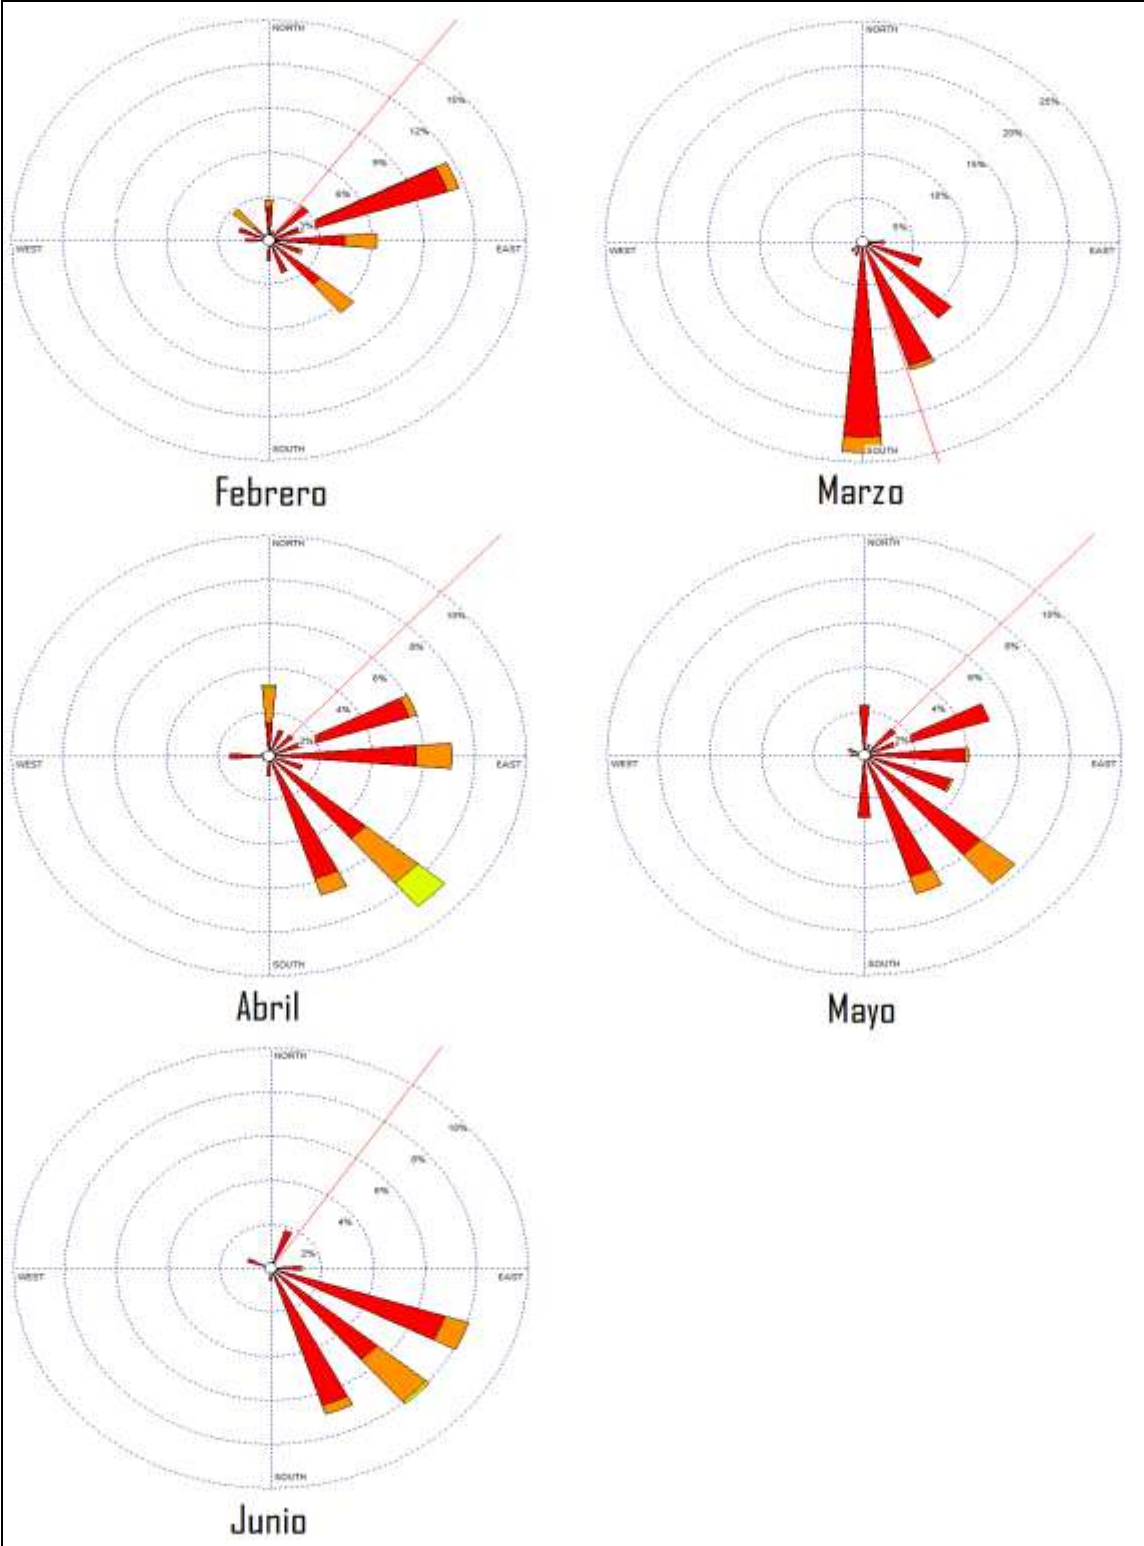 NORTH
15%
12%
9%
6%
3%
WEST
EAST
SOUTH
Febrero
NORTH
25%
20%
15%
10%
5%
WEST
EAST
SOUTH
Marzo
NORTH
10%
8%
6%
4%
2%
WEST
EAST
SOUTH
Abril
NORTH
10%
8%
6%
4%
2%
WEST
EAST
SOUTH
Mayo
NORTH
10%
8%
6%
4%
2%
WEST
EAST
SOUTH
Junio